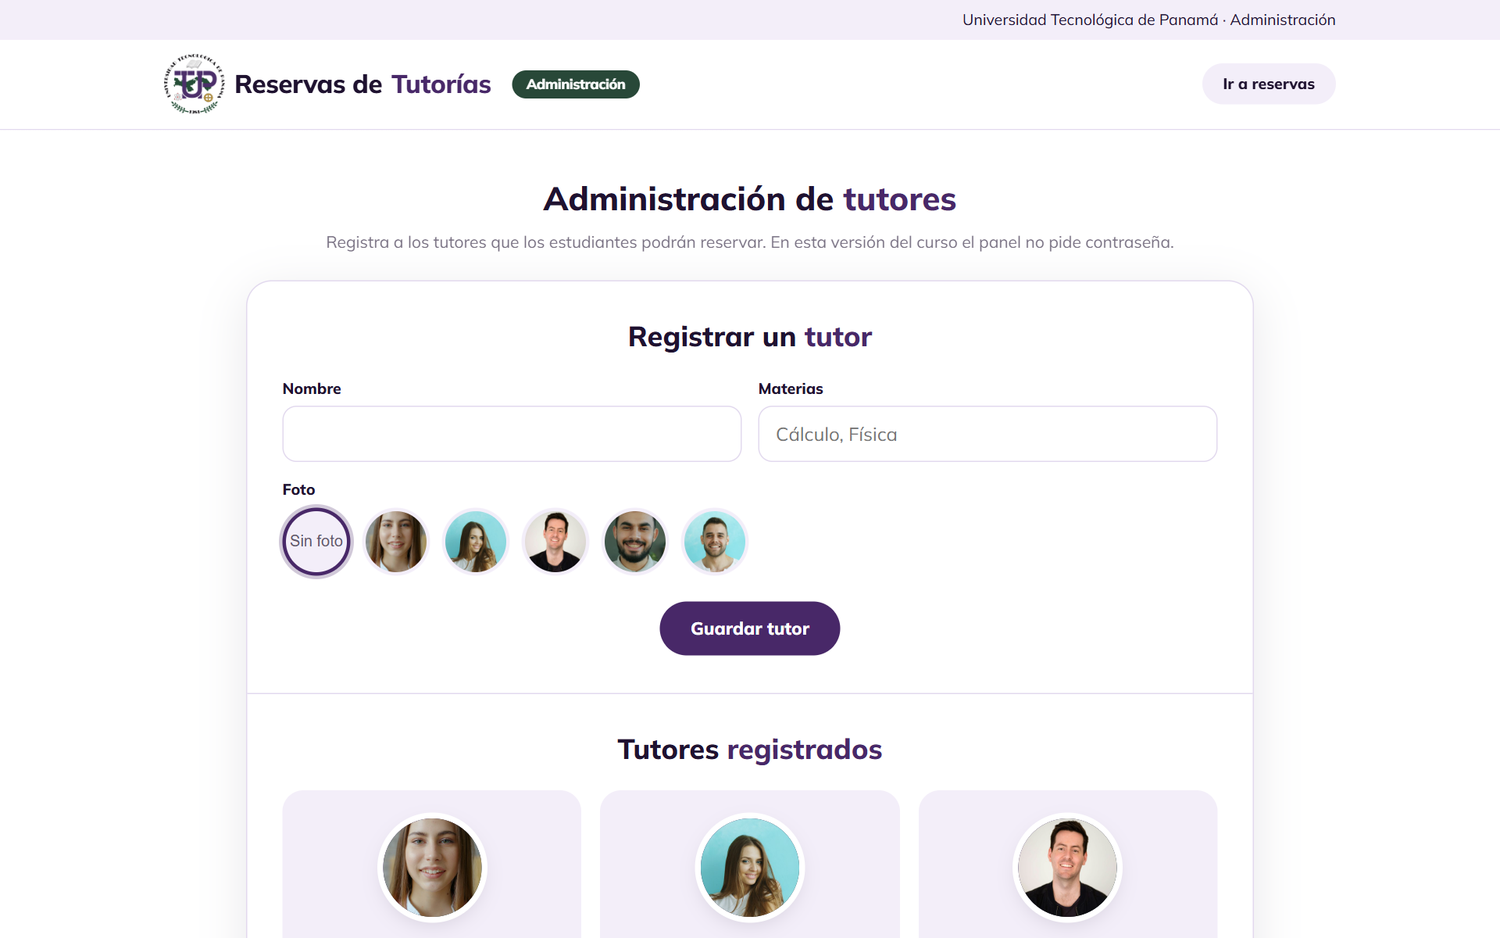 Universidad Tecnológica de Panamá · Administración
Reservas de Tutorías
Administración
Ir a reservas
Administración de tutores
Registra a los tutores que los estudiantes podrán reservar. En esta versión del curso el panel no pide contraseña.
Registrar un tutor
Nombre
Materias
Cálculo, Física
Foto
Sin foto
Guardar tutor
Tutores registrados